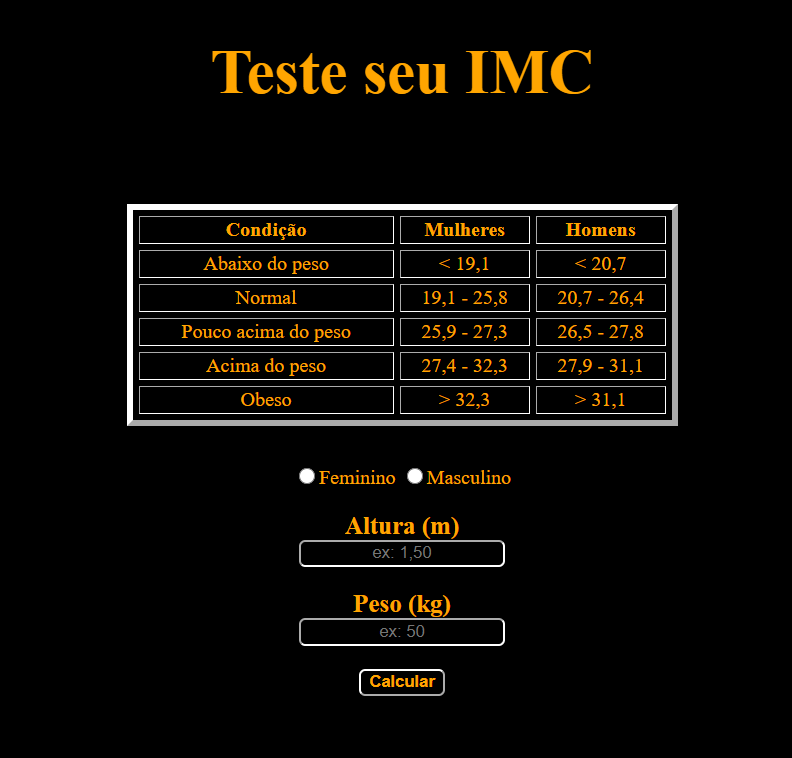 Teste seu IMC
Condição Mulheres Homens
Abaixo do peso < 19,1 < 20,7
Normal 19,1 - 25,8 20,7 - 26,4
Pouco acima do peso 25,9 - 27,3 26,5 - 27,8
Acima do peso 27,4 - 32,3 27,9 - 31,1
Obeso > 32,3 > 31,1
Feminino Masculino
Altura (m)
ex: 1,50
Peso (kg)
ex: 50
Calcular